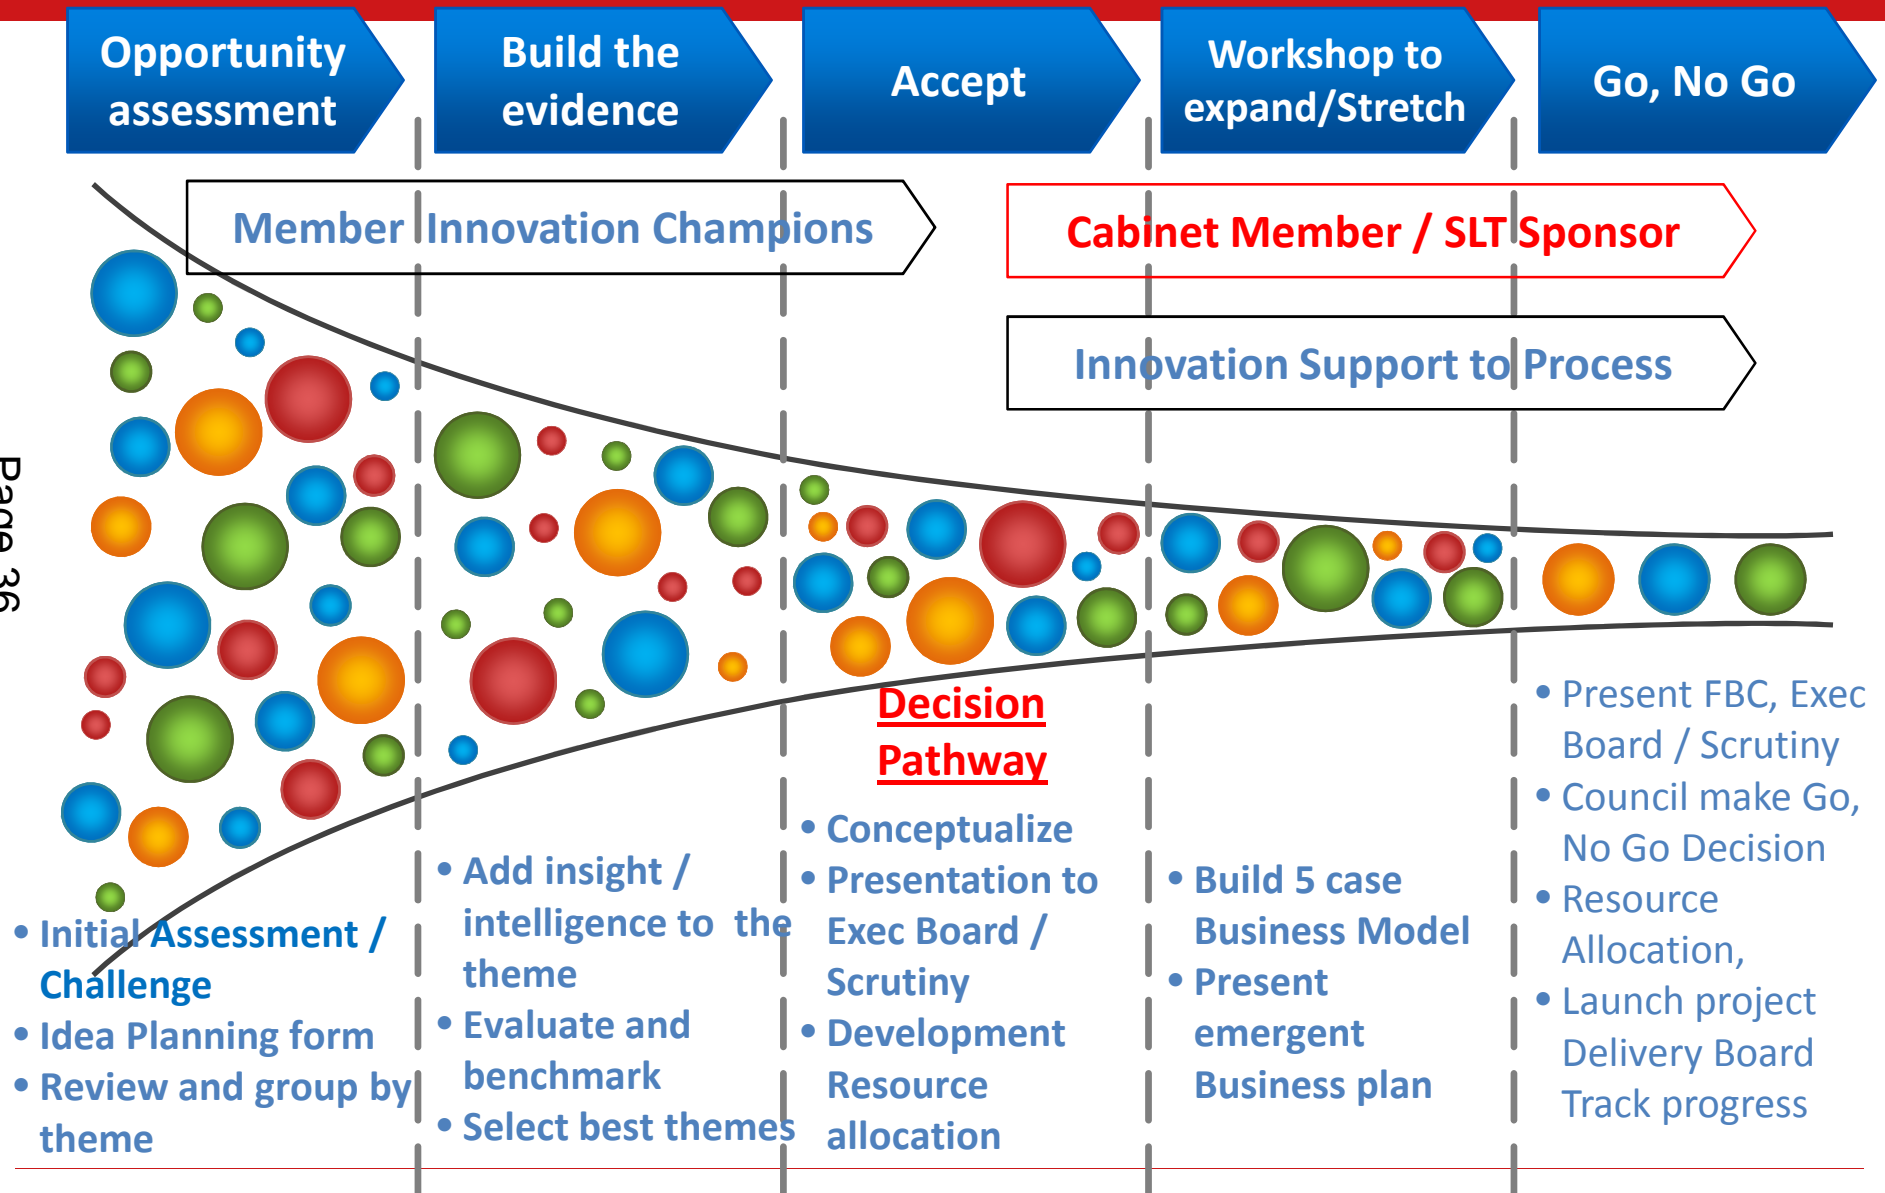 Opportunity
assessment
Build the
evidence
Accept
Workshop to
expand/Stretch
Go, No Go
Member Innovation Champions
Cabinet Member / SLT Sponsor
Innovation Support to Process
Page 36
• Initial Assessment /
Challenge
• Idea Planning form
• Review and group by
theme
• Add insight /
intelligence to the
theme
• Evaluate and
benchmark
• Select best themes
Decision
Pathway
• Conceptualize
• Presentation to
Exec Board /
Scrutiny
• Development
Resource
allocation
• Build 5 case
Business Model
• Present
emergent
Business plan
• Present FBC, Exec
Board / Scrutiny
• Council make Go,
No Go Decision
• Resource
Allocation,
• Launch project
Delivery Board
Track progress